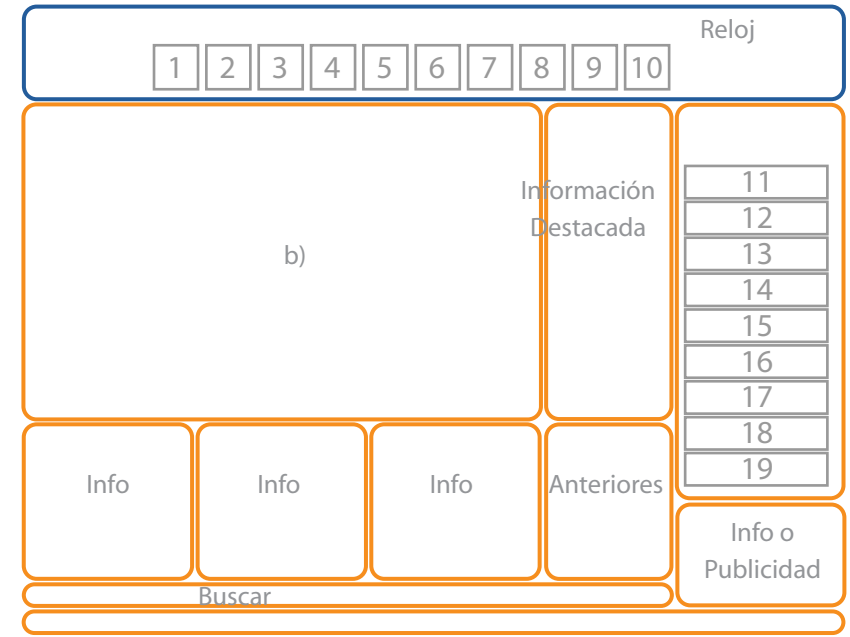 Reloj
1 2 3 4 5 6 7 8 9 10
b)
Información
Destacada
11
12
13
14
15
16
17
18
19
Info
Info
Info
Anteriores
Info o
Publicidad
Buscar